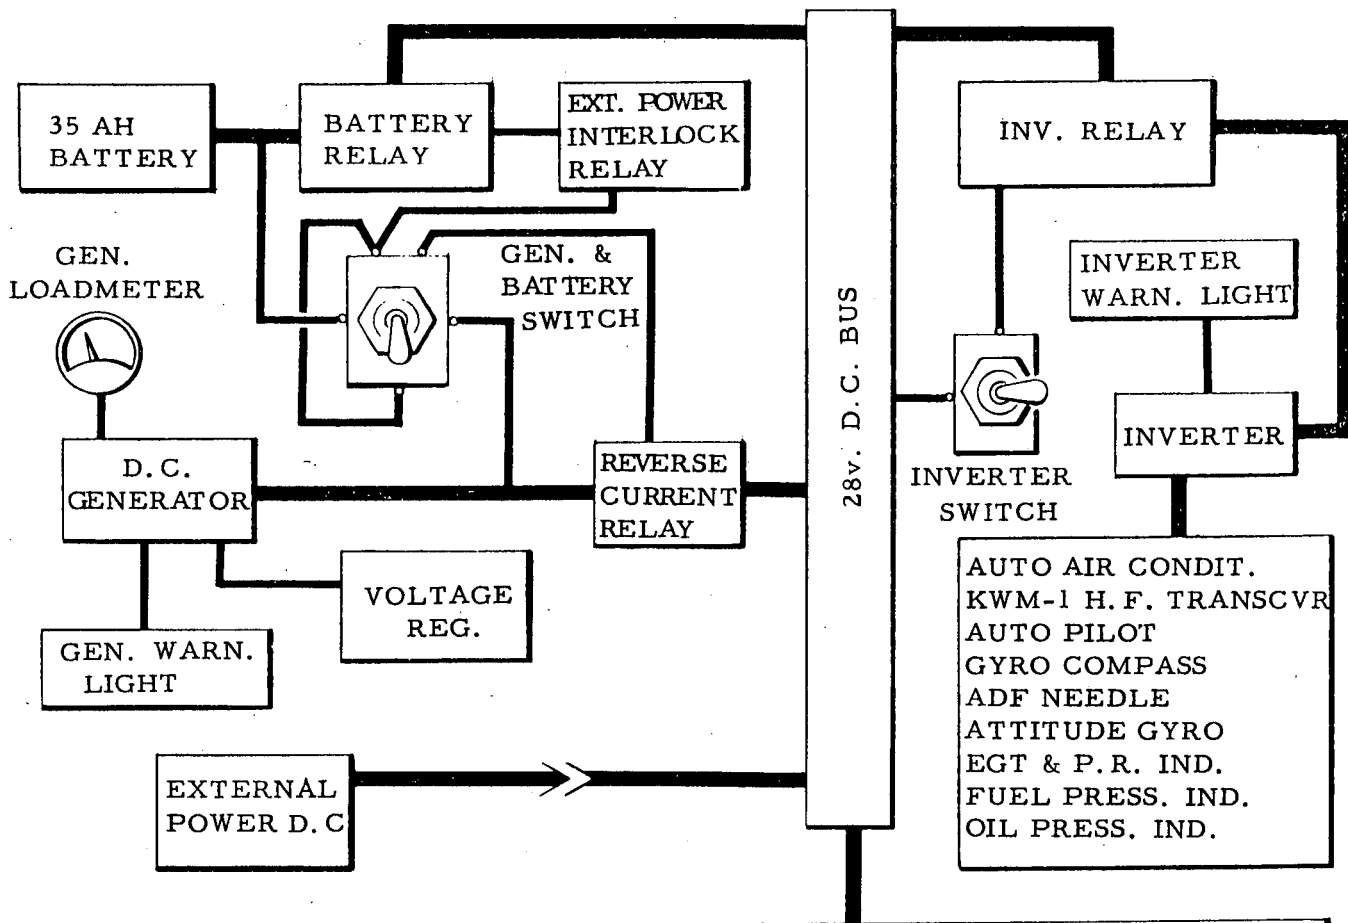 35 AH
BATTERY
BATTERY
RELAY
EXT. POWER
INTERLOCK
RELAY
INV. RELAY
GEN.
LOADMETER
GEN. &
BATTERY
SWITCH
INVERTER
WARN. LIGHT
28v. D.C. BUS
INVERTER
INVERTER
SWITCH
D.C.
GENERATOR
REVERSE
CURRENT
RELAY
VOLTAGE
REG.
GEN. WARN.
LIGHT
AUTO AIR CONDIT.
KWM-1 H.F. TRANSCVR
AUTO PILOT
GYRO COMPASS
ADF NEEDLE
ATTITUDE GYRO
EGT & P.R. IND.
FUEL PRESS. IND.
OIL PRESS. IND.
EXTERNAL
POWER D.C